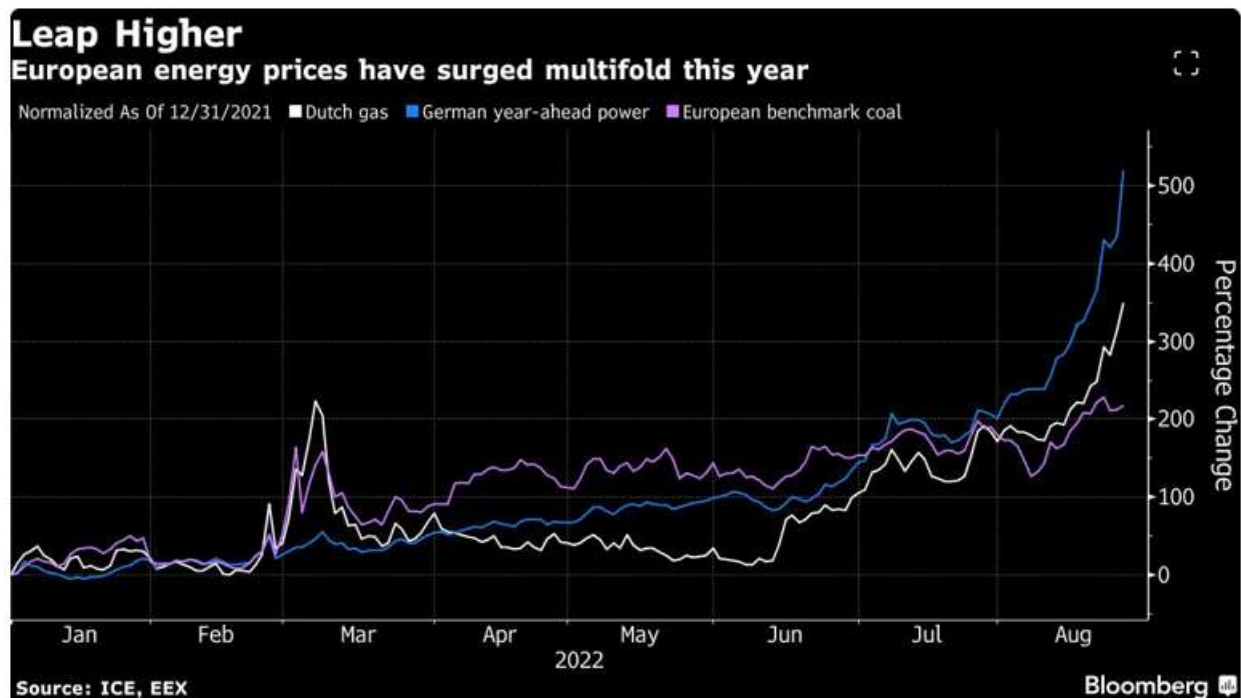 Leap Higher
European energy prices have surged multifold this year
Normalized As Of 12/31/2021 Dutch gas German year-ahead power European benchmark coal
500
400
300
200
100
0
Percentage Change
Jan Feb Mar Apr May Jun Jul Aug
2022
Source: ICE, EEX
Bloomberg